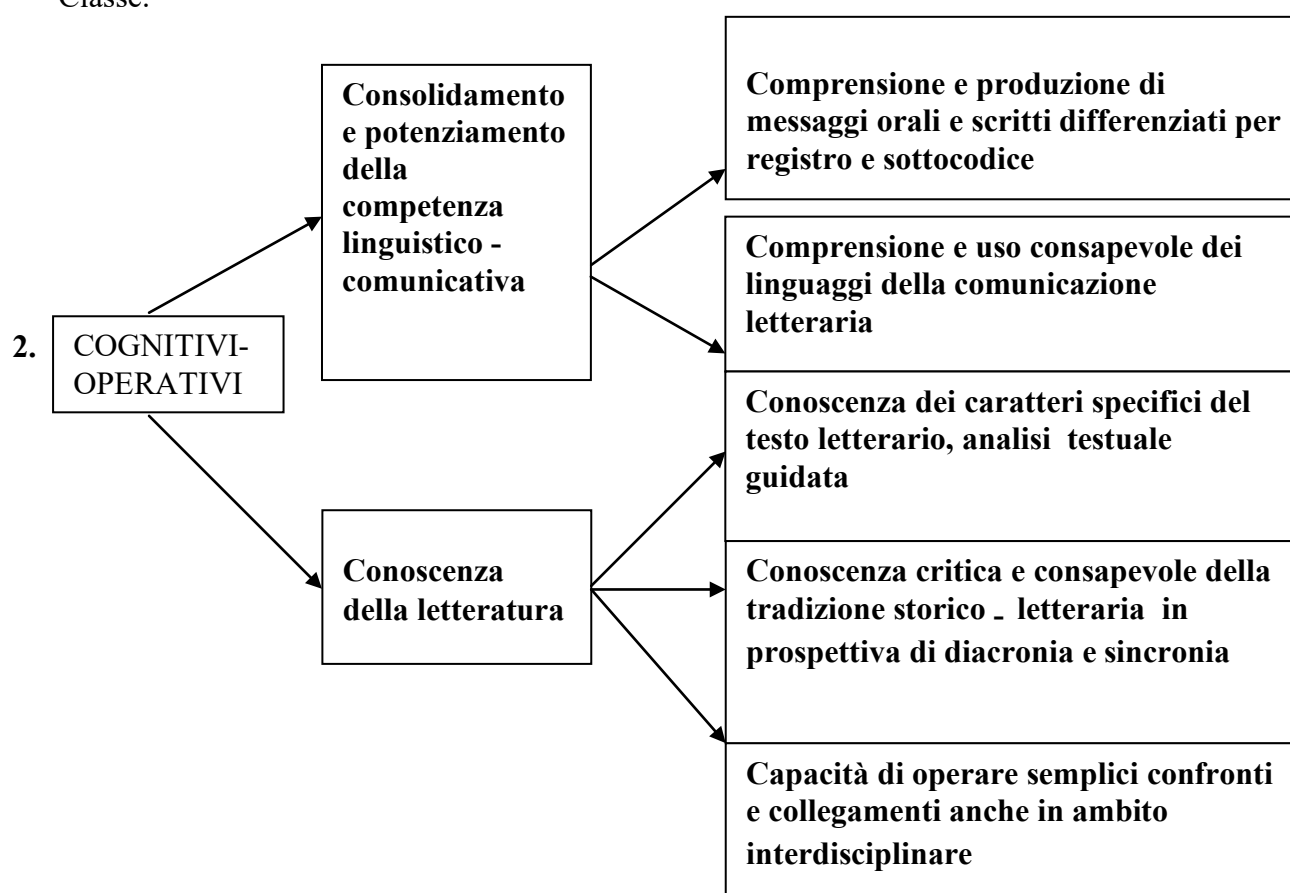 Classe.
2.
COGNITIVI-
OPERATIVI
Consolidamento
e potenziamento
della
competenza
linguistico -
comunicativa
Comprensione e produzione di
messaggi orali e scritti differenziati per
registro e sottocodice
Comprensione e uso consapevole dei
linguaggi della comunicazione
letteraria
Conoscenza
della letteratura
Conoscenza dei caratteri specifici del
testo letterario, analisi testuale
guidata
Conoscenza critica e consapevole della
tradizione storico - letteraria in
prospettiva di diacronia e sincronia
Capacità di operare semplici confronti
e collegamenti anche in ambito
interdisciplinare